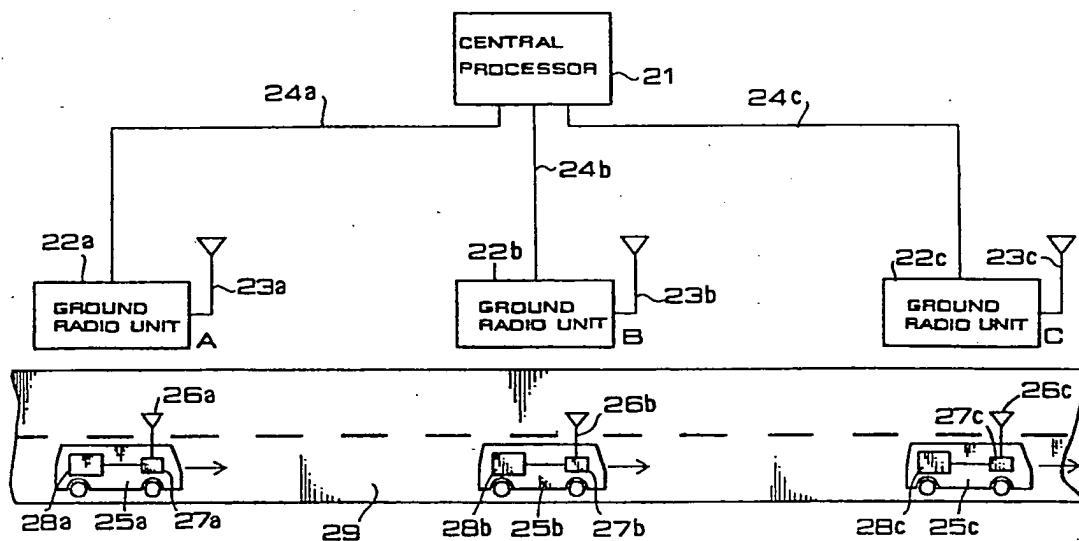 CENTRAL
PROCESSOR
21
24a
24c
24b
22a
22b
22c
23a
23b
23c
GROUND
RADIO UNIT
A
GROUND
RADIO UNIT
B
GROUND
RADIO UNIT
C
26a
26b
26c
27c
28a
25a
27a
29
28b
25b
27b
28c
25c